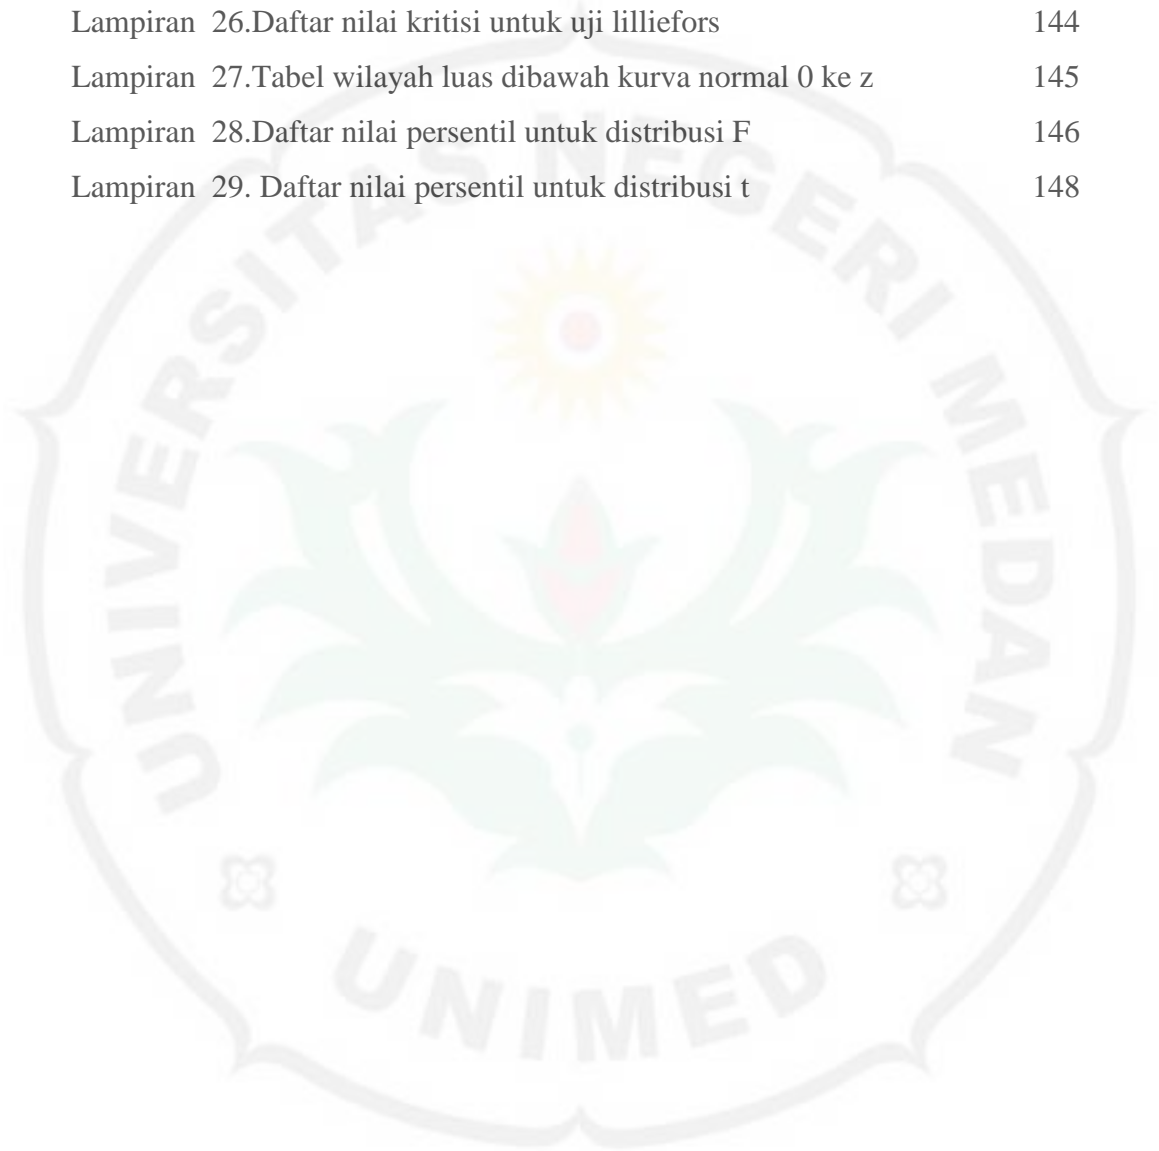 Lampiran 26.Daftar nilai kritisi untuk uji lilliefors 144
Lampiran 27.Tabel wilayah luas dibawah kurva normal 0 ke z 145
Lampiran 28.Daftar nilai persentil untuk distribusi F 146
Lampiran 29. Daftar nilai persentil untuk distribusi t 148
UNIVERSITAS NEGERI MEDAN
UNIMED